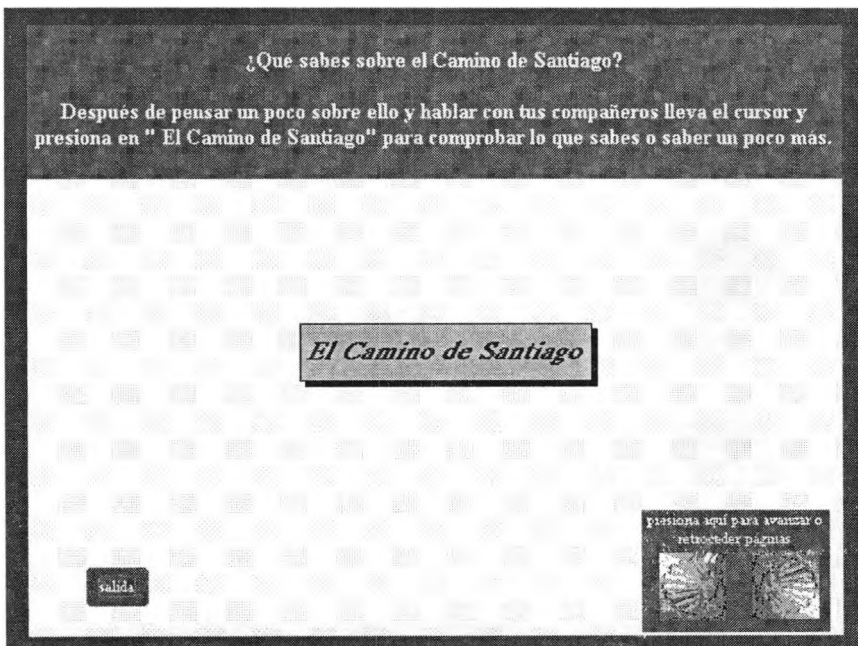 ¿Qué sabes sobre el Camino de Santiago?
Después de pensar un poco sobre ello y hablar con tus compañeros lleva el cursor y
presiona en " El Camino de Santiago" para comprobar lo que sabes o saber un poco más.
El Camino de Santiago
presiona aquí para avanzar o
retroceder páginas
salida